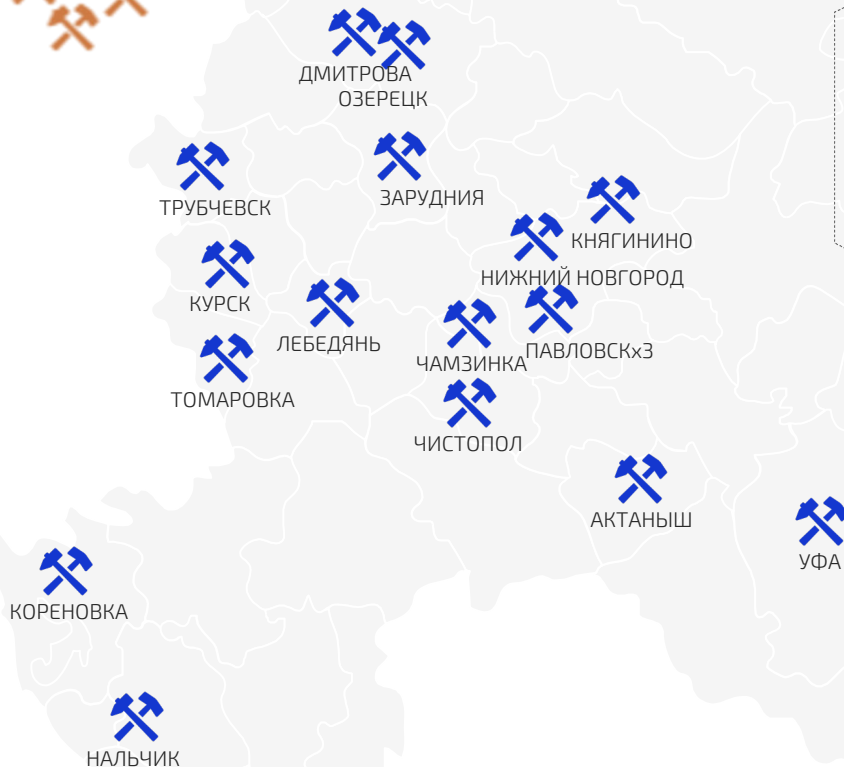 ДМИТРОВА
ОЗЕРЕЦК
ЗАРУДНИЯ
ТРУБЧЕВСК
КНЯГИНИНО
НИЖНИЙ НОВГОРОД
КУРСК
ЛЕБЕДЯНЬ
ПАВЛОВСКх3
ЧАМЗИНКА
ТОМАРОВКА
ЧИСТОПОЛ
АКТАНЫШ
УФА
КОРЕНОВКА
НАЛЬЧИК